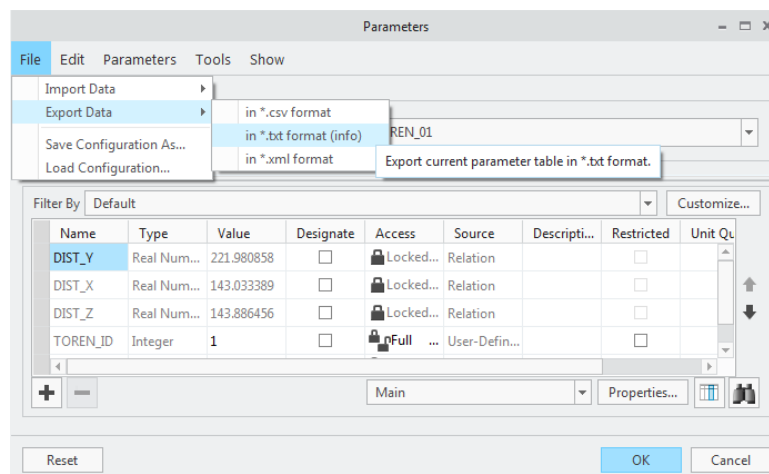 Parameters
File Edit Parameters Tools Show
Import Data
Export Data
in *.csv format
in *.txt format (info)
REN_01
Save Configuration As...
in *.xml format
Export current parameter table in *.txt format.
Load Configuration...
Filter By Default Customize...
Name Type Value Designate Access Source Descripti... Restricted Unit Qu
DIST_Y Real Num... 221.980858 Locked... Relation
DIST_X Real Num... 143.033389 Locked... Relation
DIST_Z Real Num... 143.886456 Locked... Relation
TOREN_ID Integer 1 Full ... User-Defin...
Main Properties...
Reset OK Cancel